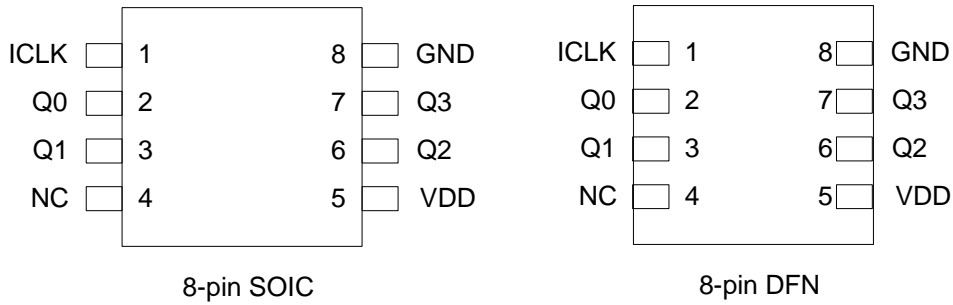 ICLK 1 8 GND
Q0 2 7 Q3
Q1 3 6 Q2
NC 4 5 VDD
8-pin SOIC
ICLK 1 8 GND
Q0 2 7 Q3
Q1 3 6 Q2
NC 4 5 VDD
8-pin DFN